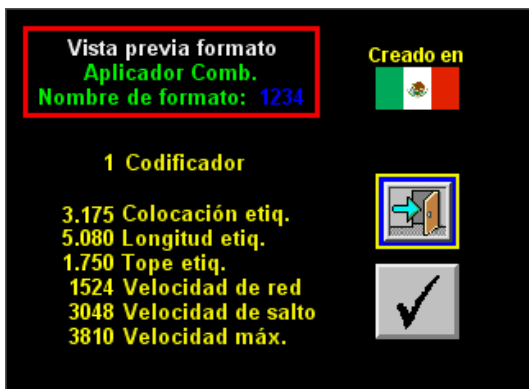 Vista previa formato
Aplicador Comb.
Nombre de formato: 1234
Creado en
1 Codificador
3.175 Colocación etiq.
5.080 Longitud etiq.
1.750 Tope etiq.
1524 Velocidad de red
3048 Velocidad de salto
3810 Velocidad máx.